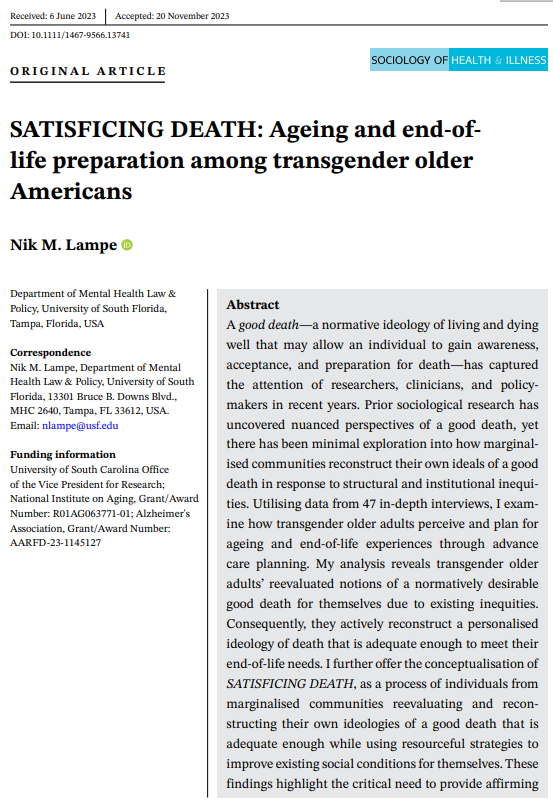 Received: 6 June 2023 | Accepted: 20 November 2023
DOI: 10.1111/1467-9566.13741
ORIGINAL ARTICLE
SOCIOLOGY OF HEALTH & ILLNESS
SATISFICING DEATH: Ageing and end-of-
life preparation among transgender older
Americans
Nik M. Lampe iD
Department of Mental Health Law &
Policy, University of South Florida,
Tampa, Florida, USA
Correspondence
Nik M. Lampe, Department of Mental
Health Law & Policy, University of South
Florida, 13301 Bruce B. Downs Blvd.,
MHC 2640, Tampa, FL 33612, USA.
Email: nlampe@usf.edu
Funding information
University of South Carolina Office
of the Vice President for Research;
National Institute on Aging, Grant/Award
Number: R01AG063771-01; Alzheimer's
Association, Grant/Award Number:
AARFD-23-1145127
Abstract
A good death—a normative ideology of living and dying
well that may allow an individual to gain awareness,
acceptance, and preparation for death—has captured
the attention of researchers, clinicians, and policy-
makers in recent years. Prior sociological research has
uncovered nuanced perspectives of a good death, yet
there has been minimal exploration into how marginal-
ised communities reconstruct their own ideals of a good
death in response to structural and institutional inequi-
ties. Utilising data from 47 in-depth interviews, I exam-
ine how transgender older adults perceive and plan for
ageing and end-of-life experiences through advance
care planning. My analysis reveals transgender older
adults' reevaluated notions of a normatively desirable
good death for themselves due to existing inequities.
Consequently, they actively reconstruct a personalised
ideology of death that is adequate enough to meet their
end-of-life needs. I further offer the conceptualisation of
SATISFICING DEATH, as a process of individuals from
marginalised communities reevaluating and recon-
structing their own ideologies of a good death that is
adequate enough while using resourceful strategies to
improve existing social conditions for themselves. These
findings highlight the critical need to provide affirming